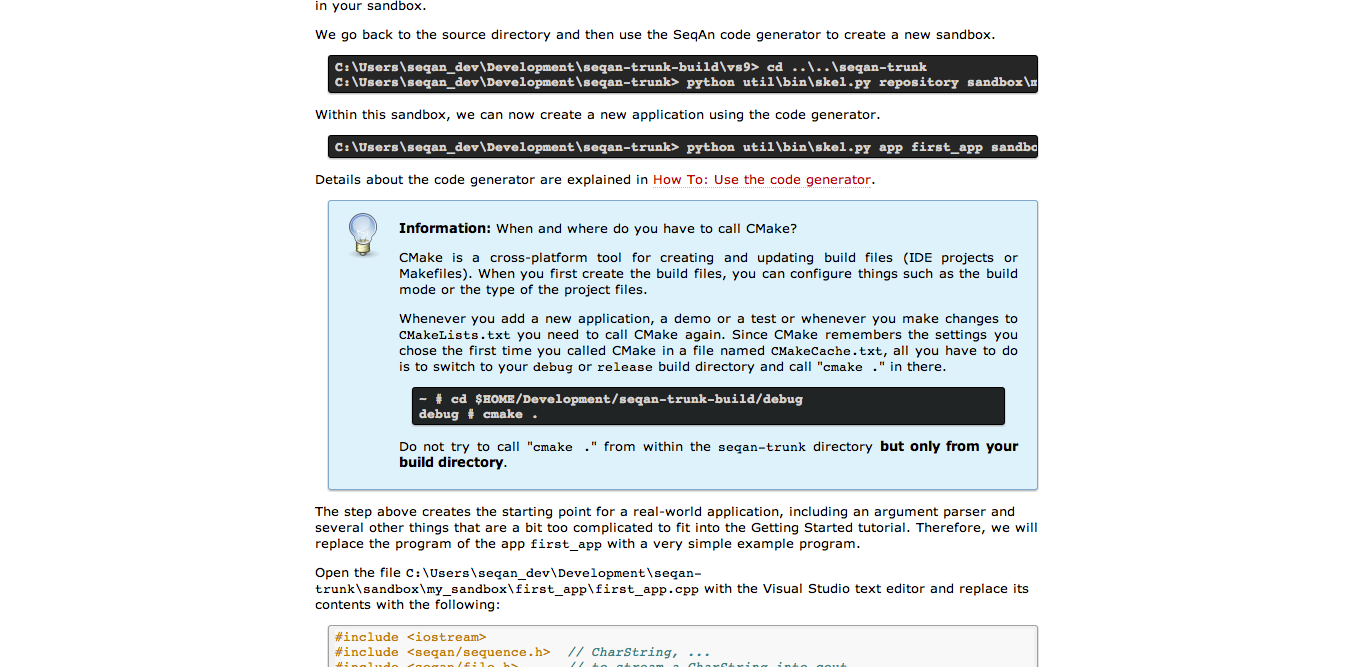 in your sandbox.
We go back to the source directory and then use the SeqAn code generator to create a new sandbox.
C:\Users\seqan_dev\Development\seqan-trunk-build\vs9> cd ..\..\seqan-trunk
C:\Users\seqan_dev\Development\seqan-trunk> python util\bin\skel.py repository sandbox\m
Within this sandbox, we can now create a new application using the code generator.
C:\Users\seqan_dev\Development\seqan-trunk> python util\bin\skel.py app first_app sandbo
Details about the code generator are explained in How To: Use the code generator.
Information: When and where do you have to call CMake?
CMake is a cross-platform tool for creating and updating build files (IDE projects or
Makefiles). When you first create the build files, you can configure things such as the build
mode or the type of the project files.
Whenever you add a new application, a demo or a test or whenever you make changes to
CMakeLists.txt you need to call CMake again. Since CMake remembers the settings you
chose the first time you called CMake in a file named CMakeCache.txt, all you have to do
is to switch to your debug or release build directory and call "cmake ." in there.
~ # cd $HOME/Development/seqan-trunk-build/debug
debug # cmake .
Do not try to call "cmake ." from within the seqan-trunk directory but only from your
build directory.
The step above creates the starting point for a real-world application, including an argument parser and
several other things that are a bit too complicated to fit into the Getting Started tutorial. Therefore, we will
replace the program of the app first_app with a very simple example program.
Open the file C:\Users\seqan_dev\Development\seqan-
trunk\sandbox\my_sandbox\first_app\first_app.cpp with the Visual Studio text editor and replace its
contents with the following:
#include <iostream>
#include <seqan/sequence.h>  // CharString, ...
#include <seqan/file.h>      // to stream a CharString into cout